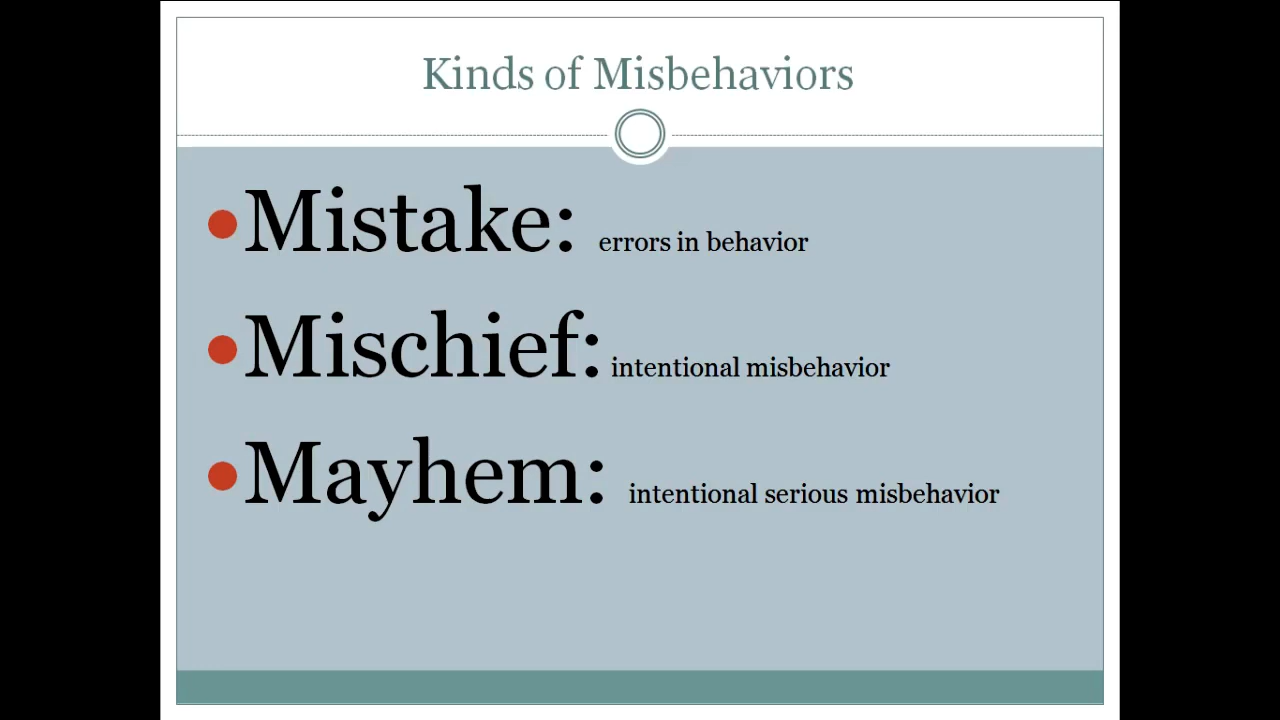 Kinds of Misbehaviors
•Mistake: errors in behavior
•Mischief: intentional misbehavior
•Mayhem: intentional serious misbehavior